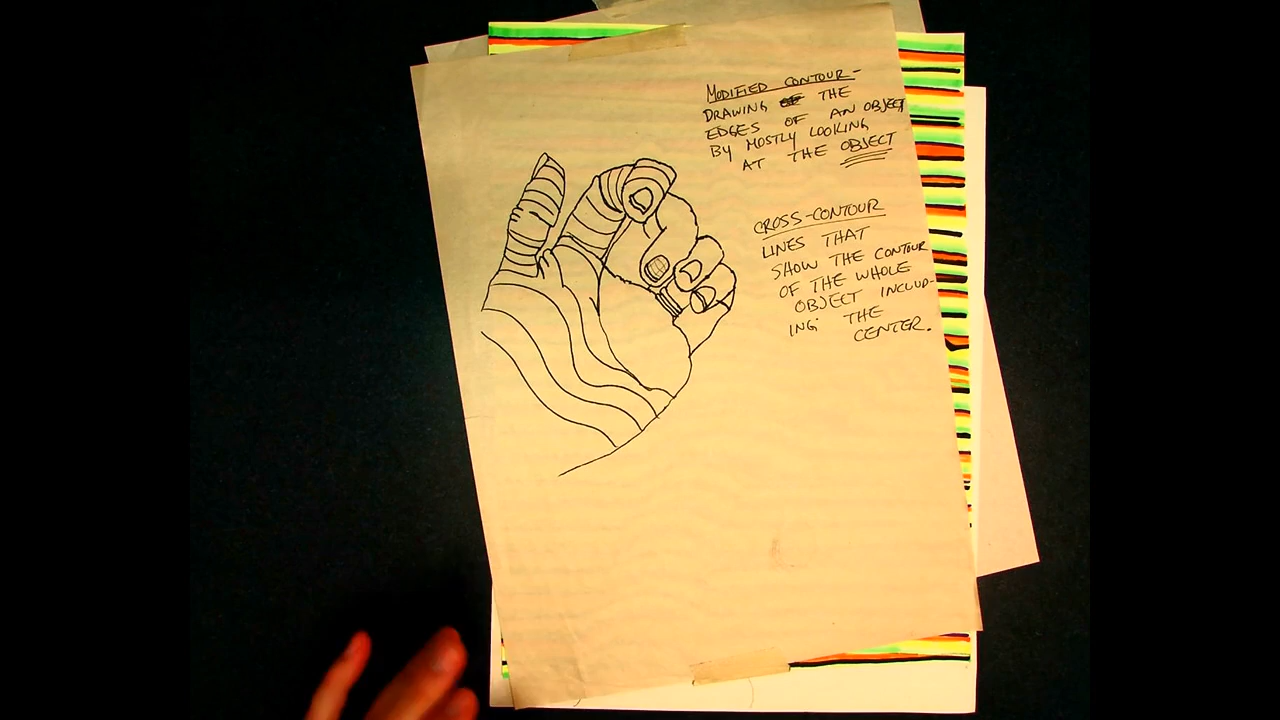 MODIFIED CONTOUR-
DRAWING OF THE
EDGES OF AN OBJECT
BY MOSTLY LOOKING
AT THE OBJECT
CROSS-CONTOUR
LINES THAT
SHOW THE CONTOUR
OF THE WHOLE
OBJECT INCLUD-
ING THE
CENTER.